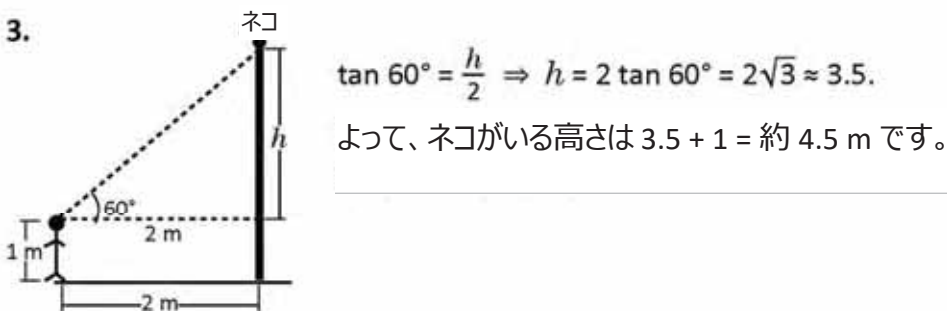 3.
ネコ
h
60°
2 m
1 m
2 m
tan 60° = h/2 ⇒ h = 2 tan 60° = 2√3 ≈ 3.5.
よって、ネコがいる高さは 3.5 + 1 = 約 4.5 m です。